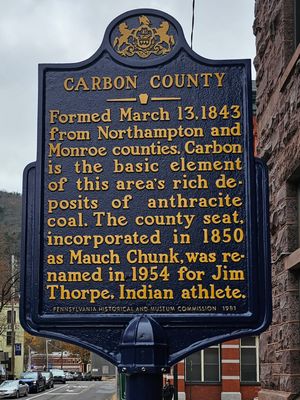 CARBON COUNTY
Formed March 13, 1843
from Northampton and
Monroe counties. Carbon
is the basic element
of this area's rich de-
posits of anthracite
coal. The county seat,
incorporated in 1850
as Mauch Chunk, was re-
named in 1954 for Jim
Thorpe, Indian athlete.
PENNSYLVANIA HISTORICAL AND MUSEUM COMMISSION 1981